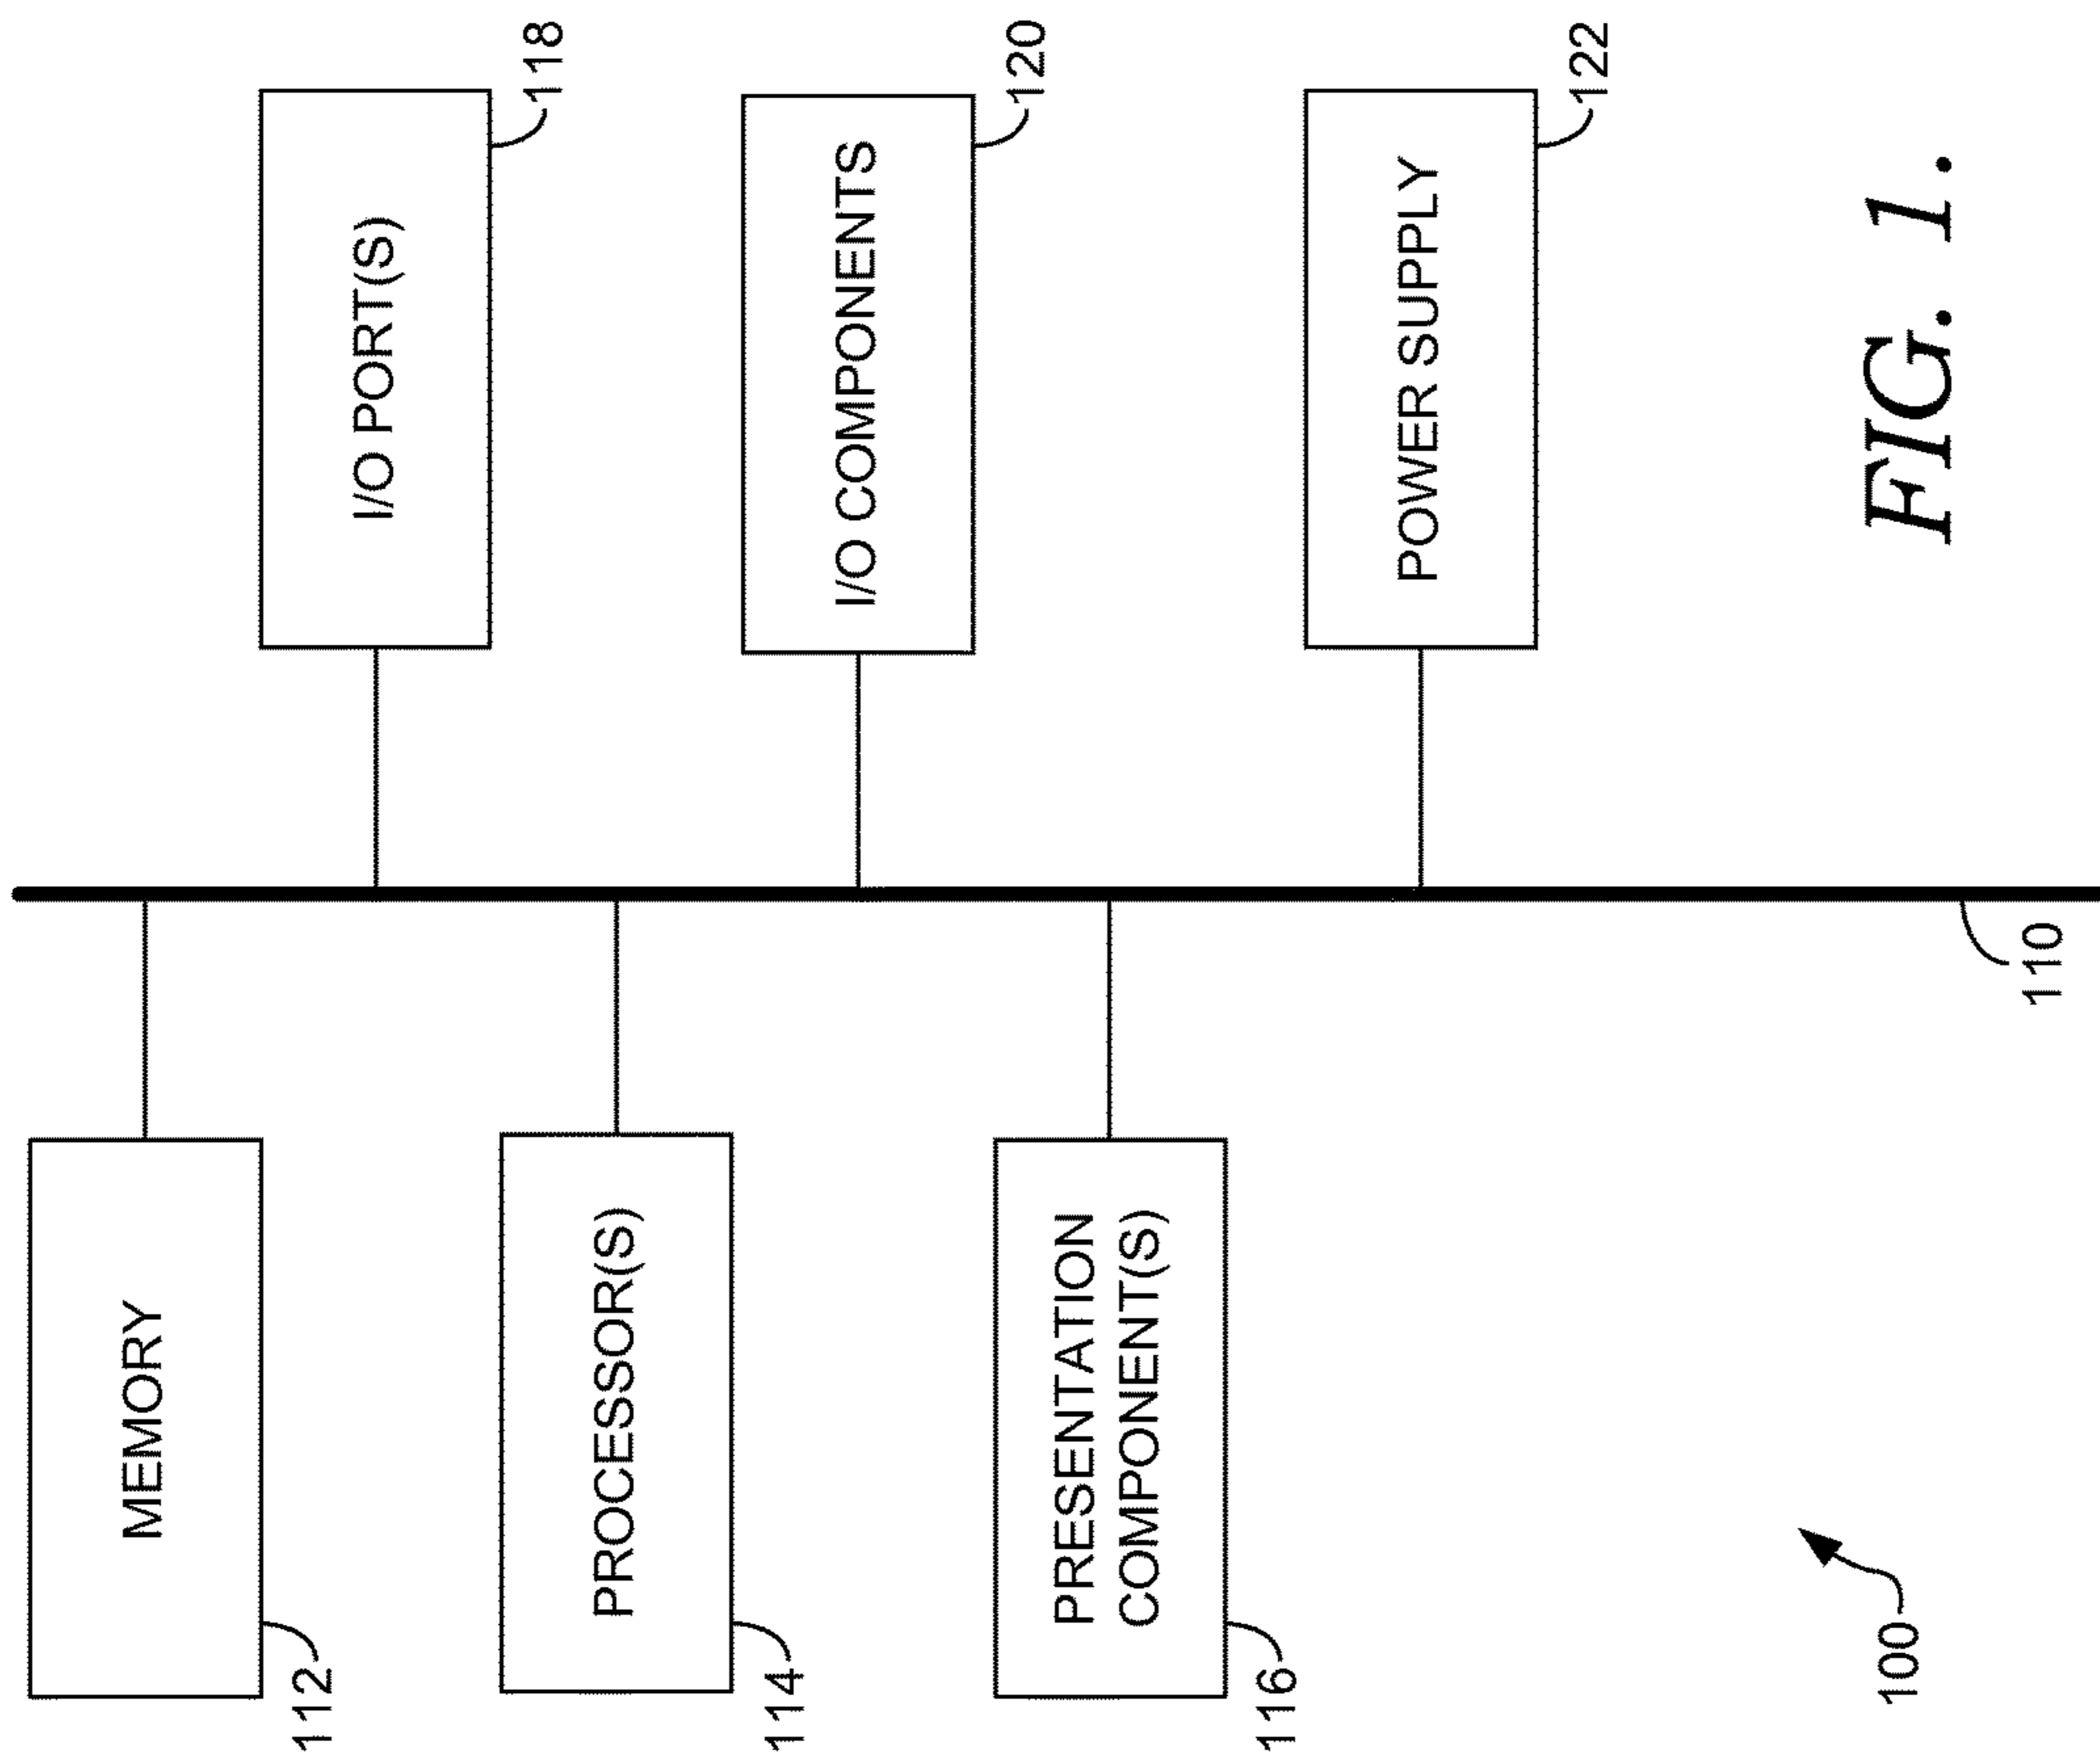 MEMORY
112
PROCESSOR(S)
114
PRESENTATION
COMPONENT(S)
116
I/O PORT(S)
118
I/O COMPONENTS
120
POWER SUPPLY
122
110
100
FIG. 1.